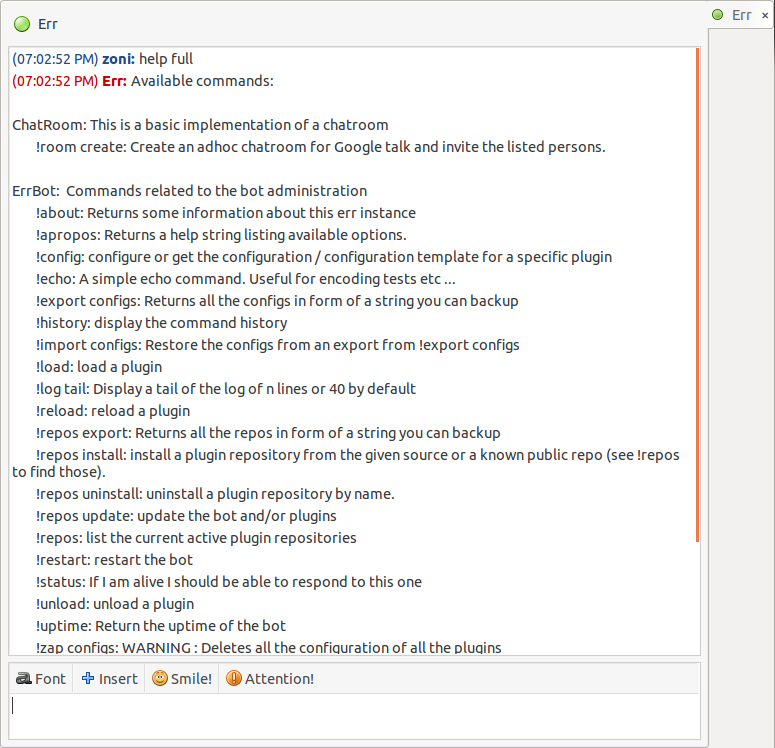 Err
Err ×
(07:02:52 PM) zoni: help full
(07:02:52 PM) Err: Available commands:
ChatRoom: This is a basic implementation of a chatroom
!room create: Create an adhoc chatroom for Google talk and invite the listed persons.
ErrBot:  Commands related to the bot administration
!about: Returns some information about this err instance
!apropos: Returns a help string listing available options.
!config: configure or get the configuration / configuration template for a specific plugin
!echo: A simple echo command. Useful for encoding tests etc ...
!export configs: Returns all the configs in form of a string you can backup
!history: display the command history
!import configs: Restore the configs from an export from !export configs
!load: load a plugin
!log tail: Display a tail of the log of n lines or 40 by default
!reload: reload a plugin
!repos export: Returns all the repos in form of a string you can backup
!repos install: install a plugin repository from the given source or a known public repo (see !repos
to find those).
!repos uninstall: uninstall a plugin repository by name.
!repos update: update the bot and/or plugins
!repos: list the current active plugin repositories
!restart: restart the bot
!status: If I am alive I should be able to respond to this one
!unload: unload a plugin
!uptime: Return the uptime of the bot
!zap configs: WARNING : Deletes all the configuration of all the plugins
Font Insert Smile! Attention!